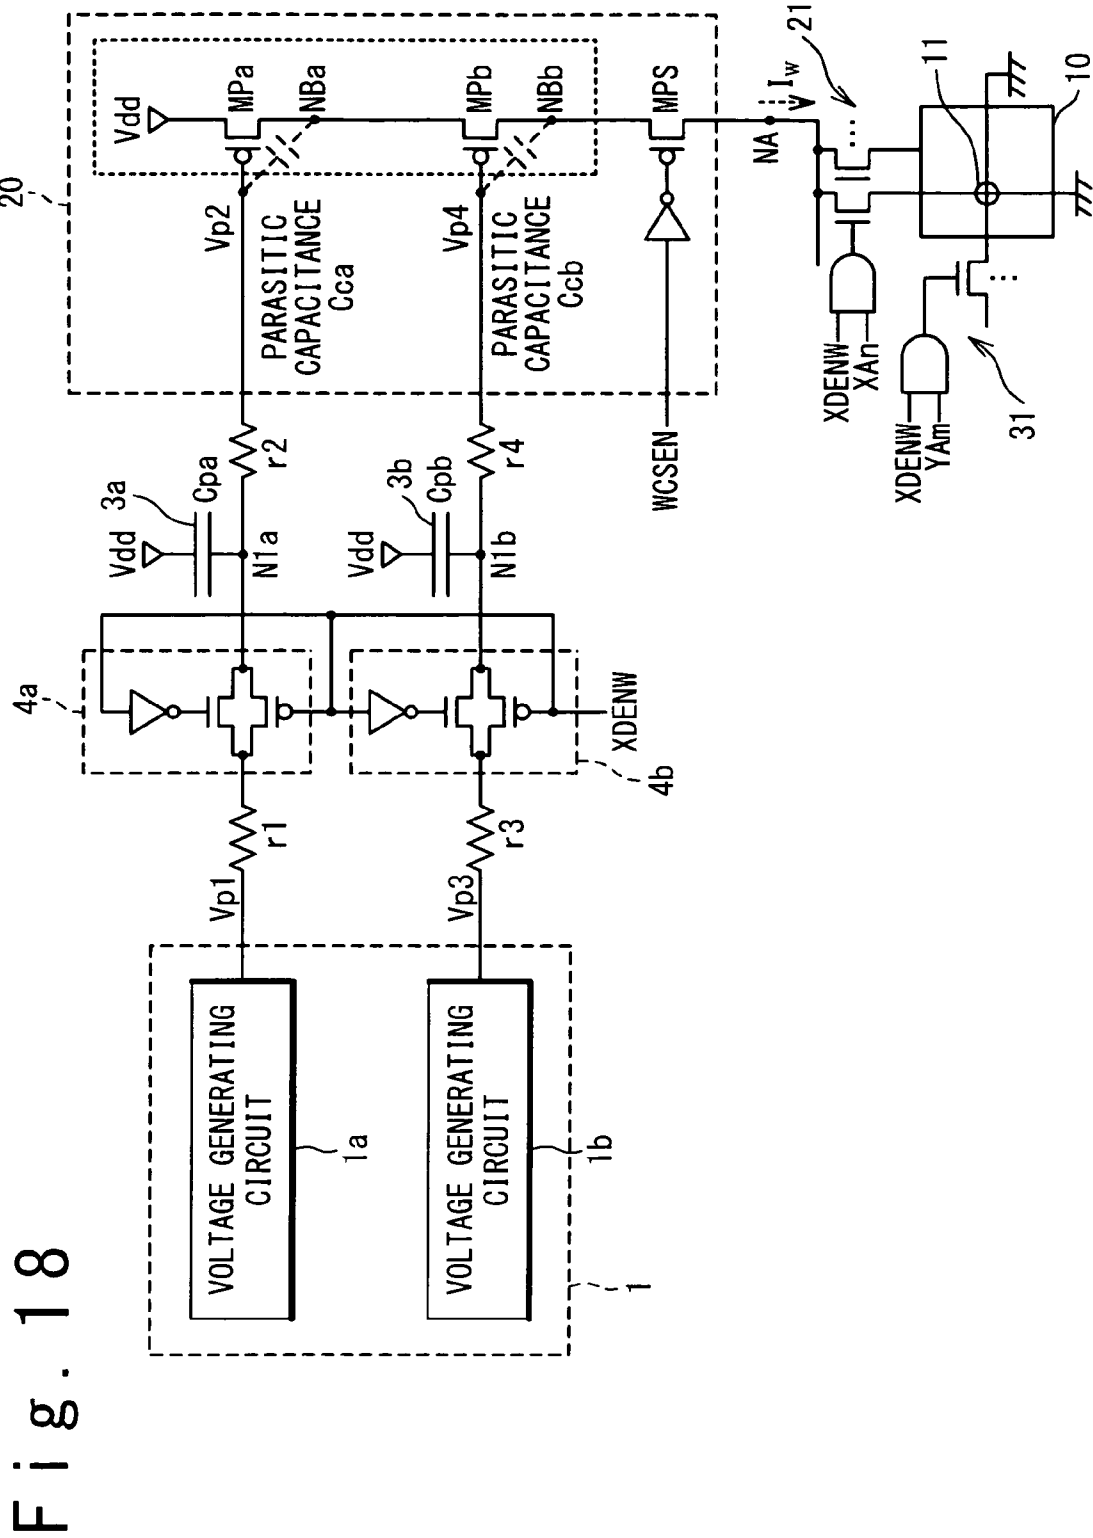 Fig. 18
VOLTAGE GENERATING
CIRCUIT
1a
VOLTAGE GENERATING
CIRCUIT
1b
1
Vp1
r1
Vp3
r3
4a
4b
XDENW
Vdd
3a
Cpa
N1a
r2
Vdd
3b
Cpb
N1b
r4
WCSEN
20
Vdd
MPa
NBa
Vp2
PARASITIC
CAPACITANCE
Cca
MPb
NBb
Vp4
PARASITIC
CAPACITANCE
Ccb
MPS
NA
Iw
21
11
10
XDENW
XAn
XDENW
YAm
31